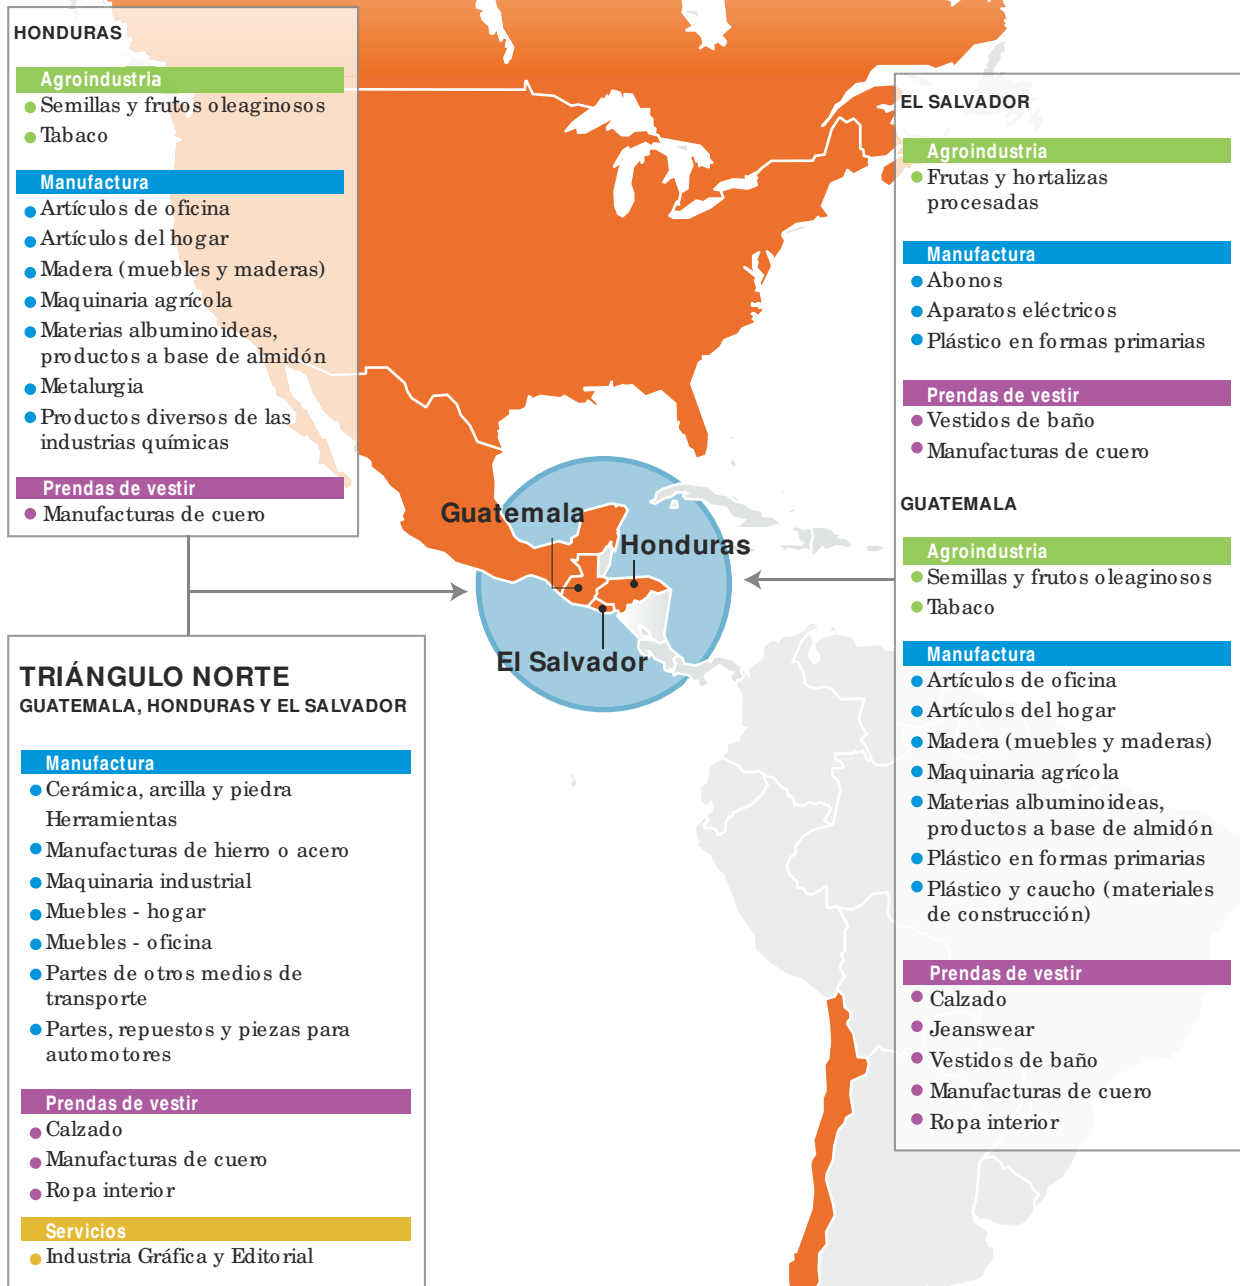 HONDURAS
Agroindustria
Semillas y frutos oleaginosos
Tabaco
Manufactura
Artículos de oficina
Artículos del hogar
Madera (muebles y maderas)
Maquinaria agrícola
Materias albuminoideas,
productos a base de almidón
Metalurgia
Productos diversos de las
industrias químicas
Prendas de vestir
Manufacturas de cuero
TRIÁNGULO NORTE
GUATEMALA, HONDURAS Y EL SALVADOR
Manufactura
Cerámica, arcilla y piedra
Herramientas
Manufacturas de hierro o acero
Maquinaria industrial
Muebles - hogar
Muebles - oficina
Partes de otros medios de
transporte
Partes, repuestos y piezas para
automotores
Prendas de vestir
Calzado
Manufacturas de cuero
Ropa interior
Servicios
Industria Gráfica y Editorial
Guatemala
Honduras
El Salvador
EL SALVADOR
Agroindustria
Frutas y hortalizas
procesadas
Manufactura
Abonos
Aparatos eléctricos
Plástico en formas primarias
Prendas de vestir
Vestidos de baño
Manufacturas de cuero
GUATEMALA
Agroindustria
Semillas y frutos oleaginosos
Tabaco
Manufactura
Artículos de oficina
Artículos del hogar
Madera (muebles y maderas)
Maquinaria agrícola
Materias albuminoideas,
productos a base de almidón
Plástico en formas primarias
Plástico y caucho (materiales
de construcción)
Prendas de vestir
Calzado
Jeanswear
Vestidos de baño
Manufacturas de cuero
Ropa interior